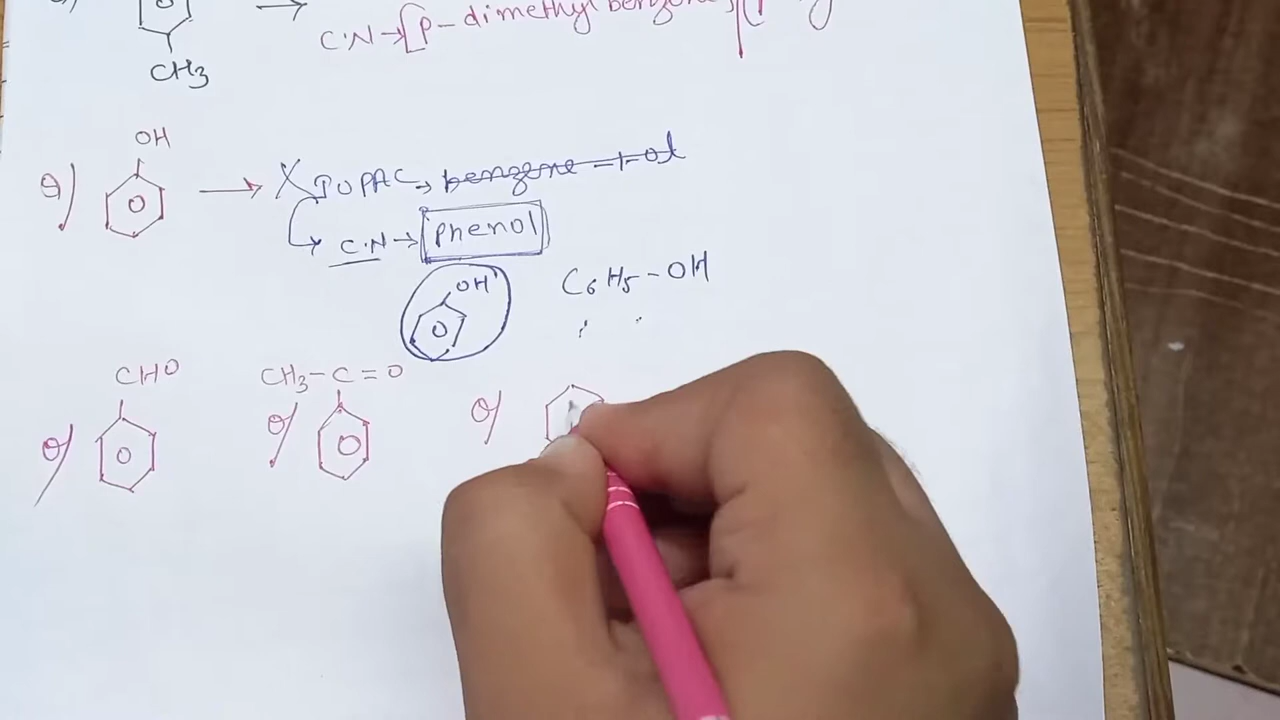 C.N→[p-dimethyl benzene]
CH3
OH
Q) → X IUPAC → benzene-1-ol
C.N → Phenol
OH
C6H5-OH
CHO
CH3-C=O
Q)
Q)
Q)